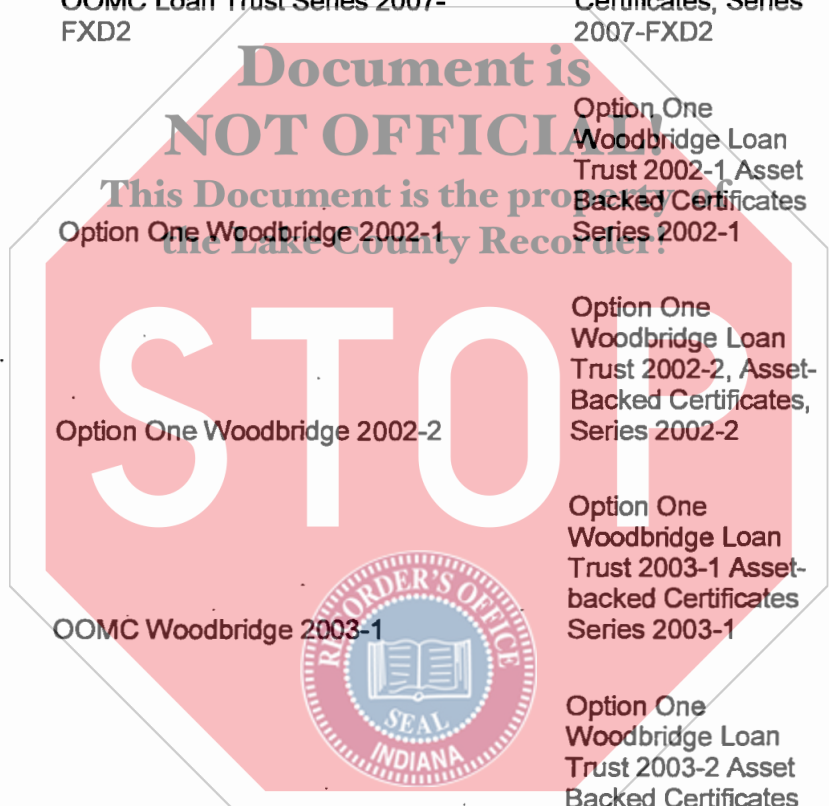 OOMC Loan Trust Series 2007-
FXD2
Certificates, Series
2007-FXD2
Document is
NOT OFFICIAL!
This Document is the property of
the Lake County Recorder!
Option One
Woodbridge Loan
Trust 2002-1 Asset
Backed Certificates
Series 2002-1
Option One Woodbridge 2002-1
Option One
Woodbridge Loan
Trust 2002-2, Asset-
Backed Certificates,
Series 2002-2
Option One Woodbridge 2002-2
STOP
Option One
Woodbridge Loan
Trust 2003-1 Asset-
backed Certificates
Series 2003-1
OOMC Woodbridge 2003-1
RECORDER'S OFFICE
SEAL
INDIANA
Option One
Woodbridge Loan
Trust 2003-2 Asset
Backed Certificates